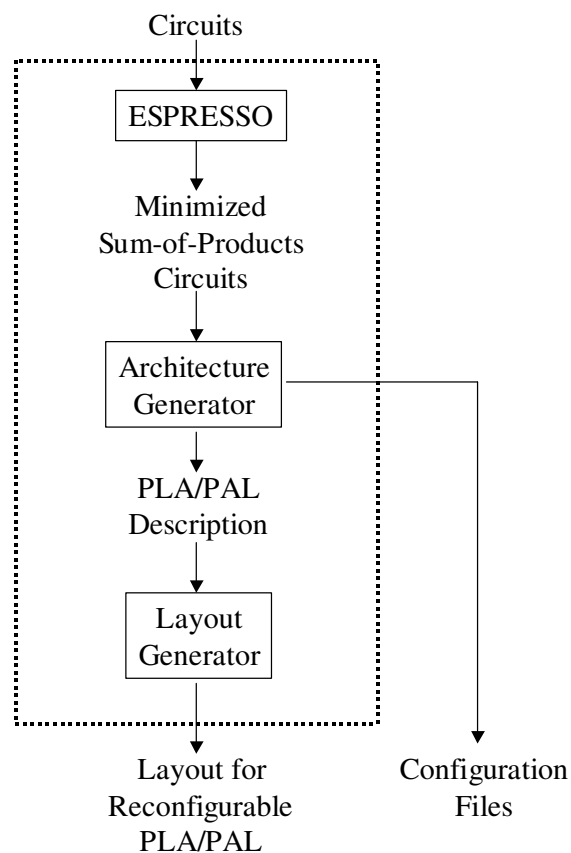 Circuits
ESPRESSO
Minimized
Sum-of-Products
Circuits
Architecture
Generator
PLA/PAL
Description
Layout
Generator
Layout for
Reconfigurable
PLA/PAL
Configuration
Files